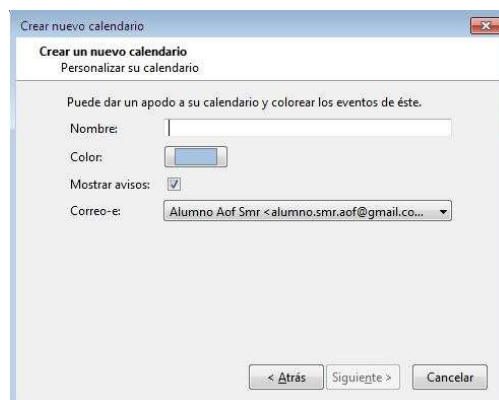 Crear nuevo calendario
Crear un nuevo calendario
Personalizar su calendario
Puede dar un apodo a su calendario y colorear los eventos de éste.
Nombre:
Color:
Mostrar avisos:
Correo-e: Alumno Aof Smr <alumno.smr.aof@gmail.co...
< Atrás Siguiente > Cancelar